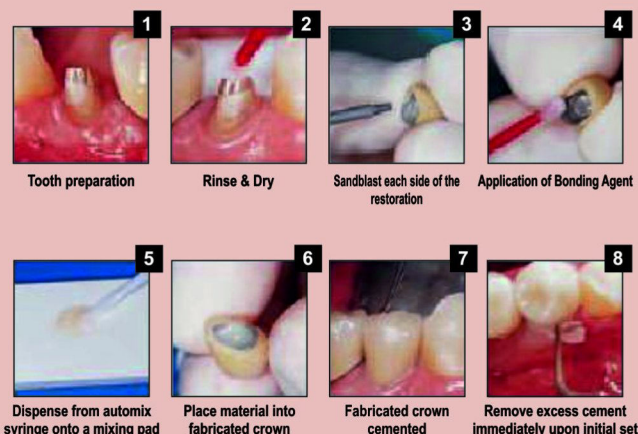 1
2
3
4
Tooth preparation
Rinse & Dry
Sandblast each side of the
restoration
Application of Bonding Agent
5
6
7
8
Dispense from automix
syringe onto a mixing pad
Place material into
fabricated crown
Fabricated crown
cemented
Remove excess cement
immediately upon initial set